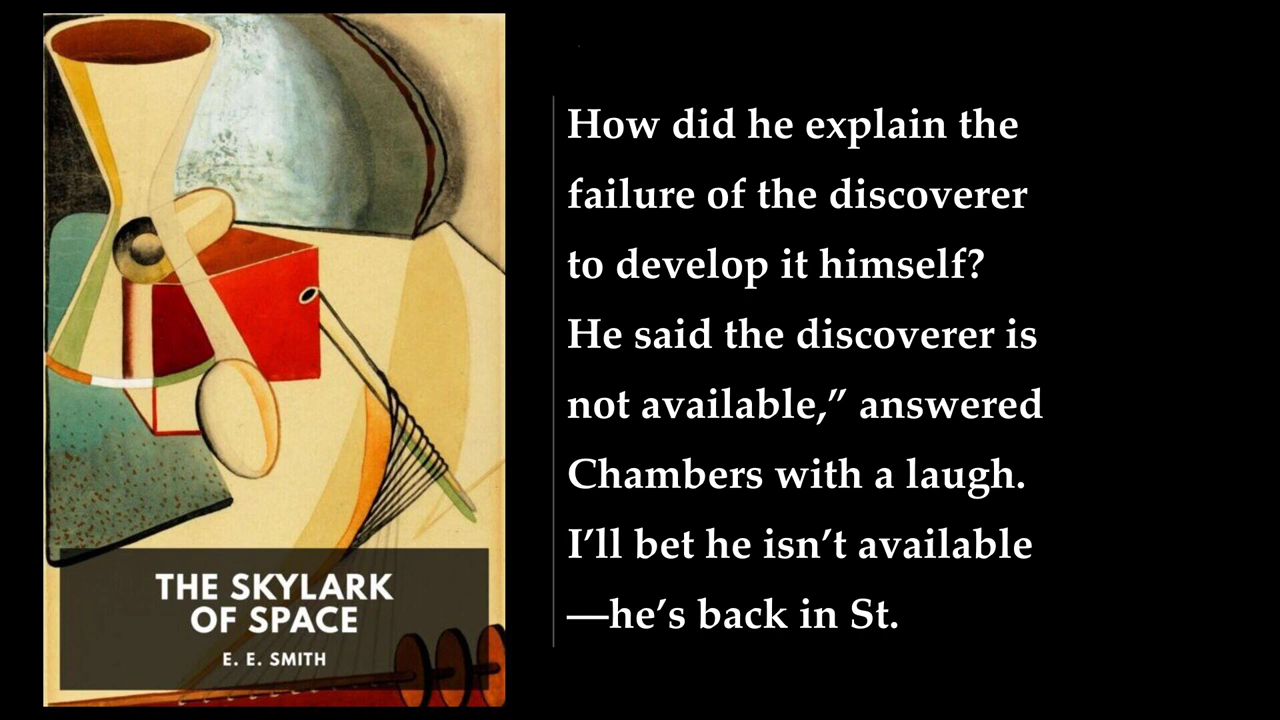 THE SKYLARK
OF SPACE
E. E. SMITH
How did he explain the
failure of the discoverer
to develop it himself?
He said the discoverer is
not available,” answered
Chambers with a laugh.
I’ll bet he isn’t available
—he’s back in St.